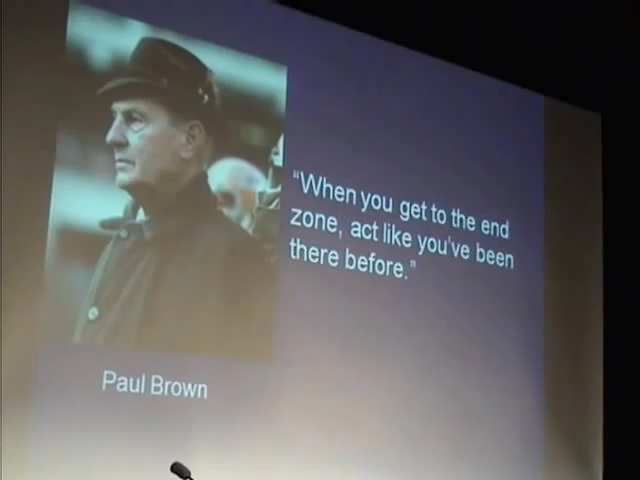 “When you get to the end
zone, act like you've been
there before.”
Paul Brown